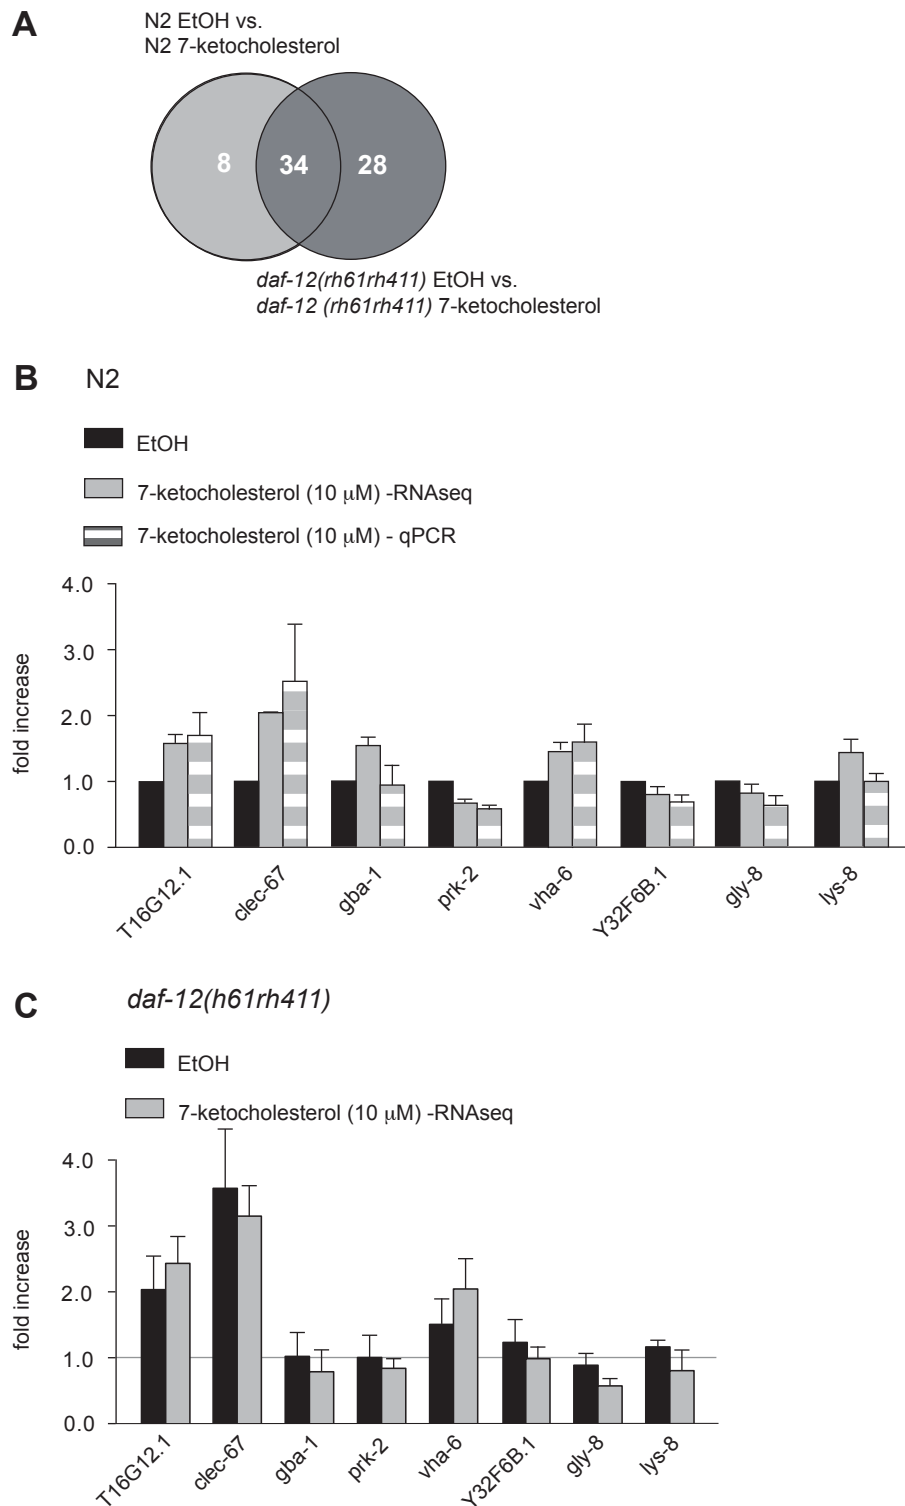 A
N2 EtOH vs.
N2 7-ketocholesterol
8 34 28
daf-12(rh61rh411) EtOH vs.
daf-12 (rh61rh411) 7-ketocholesterol
B N2
EtOH
7-ketocholesterol (10 μM) -RNAseq
7-ketocholesterol (10 μM) - qPCR
fold increase
4.0
3.0
2.0
1.0
0.0
T16G12.1 clec-67 gba-1 prk-2 vha-6 Y32F6B.1 gly-8 lys-8
C daf-12(h61rh411)
EtOH
7-ketocholesterol (10 μM) -RNAseq
fold increase
4.0
3.0
2.0
1.0
0.0
T16G12.1 clec-67 gba-1 prk-2 vha-6 Y32F6B.1 gly-8 lys-8